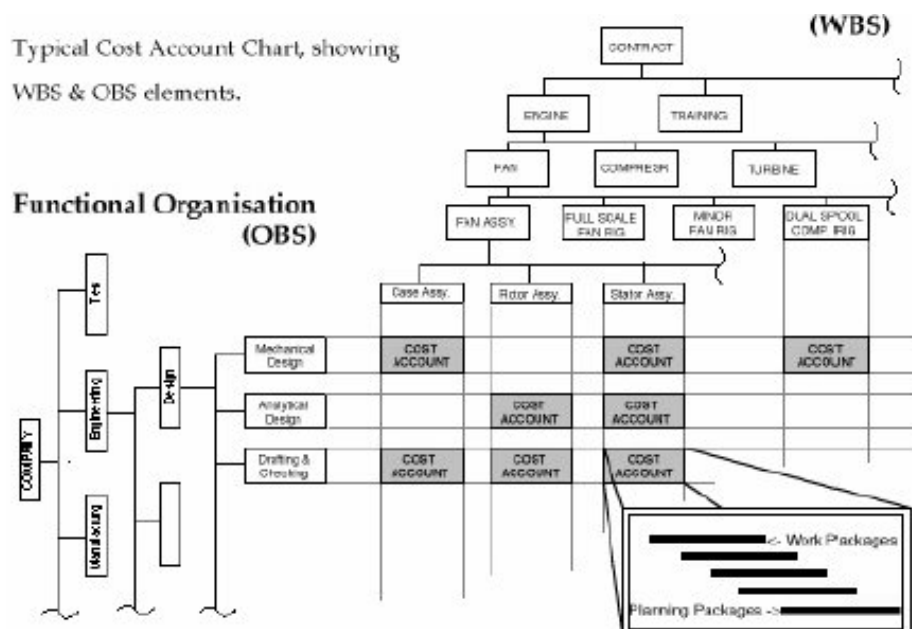 Typical Cost Account Chart, showing
WBS & OBS elements.
(WBS)
CONTRACT
ENGINE
TRAINING
FAN
COMPRESR
TURBINE
Functional Organisation
(OBS)
FAN ASSY.
FULL SCALE
FAN RIG
MINOR
FAN RIG
DUAL SPOOL
COMP. RIG
Case Assy.
Rotor Assy.
Stator Assy.
Test
Engineering
Manufacturing
COMPANY
Design
Mechanical
Design
COST
ACCOUNT
COST
ACCOUNT
COST
ACCOUNT
Analytical
Design
COST
ACCOUNT
COST
ACCOUNT
Drafting &
Checking
COST
ACCOUNT
COST
ACCOUNT
COST
ACCOUNT
<- Work Packages
Planning Packages ->